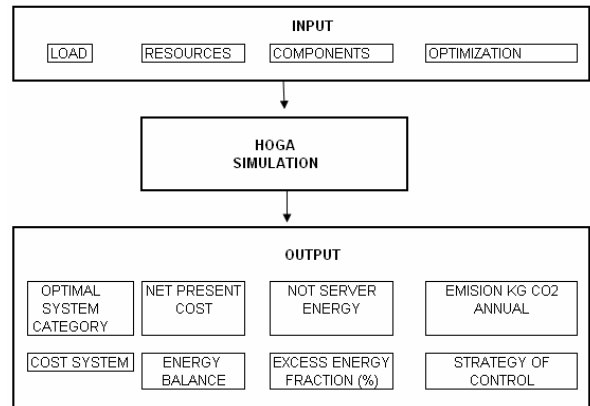 INPUT
LOAD RESOURCES COMPONENTS OPTIMIZATION
HOGA
SIMULATION
OUTPUT
OPTIMAL
SYSTEM
CATEGORY
NET PRESENT
COST
NOT SERVER
ENERGY
EMISION KG CO2
ANNUAL
COST SYSTEM
ENERGY
BALANCE
EXCESS ENERGY
FRACTION (%)
STRATEGY OF
CONTROL